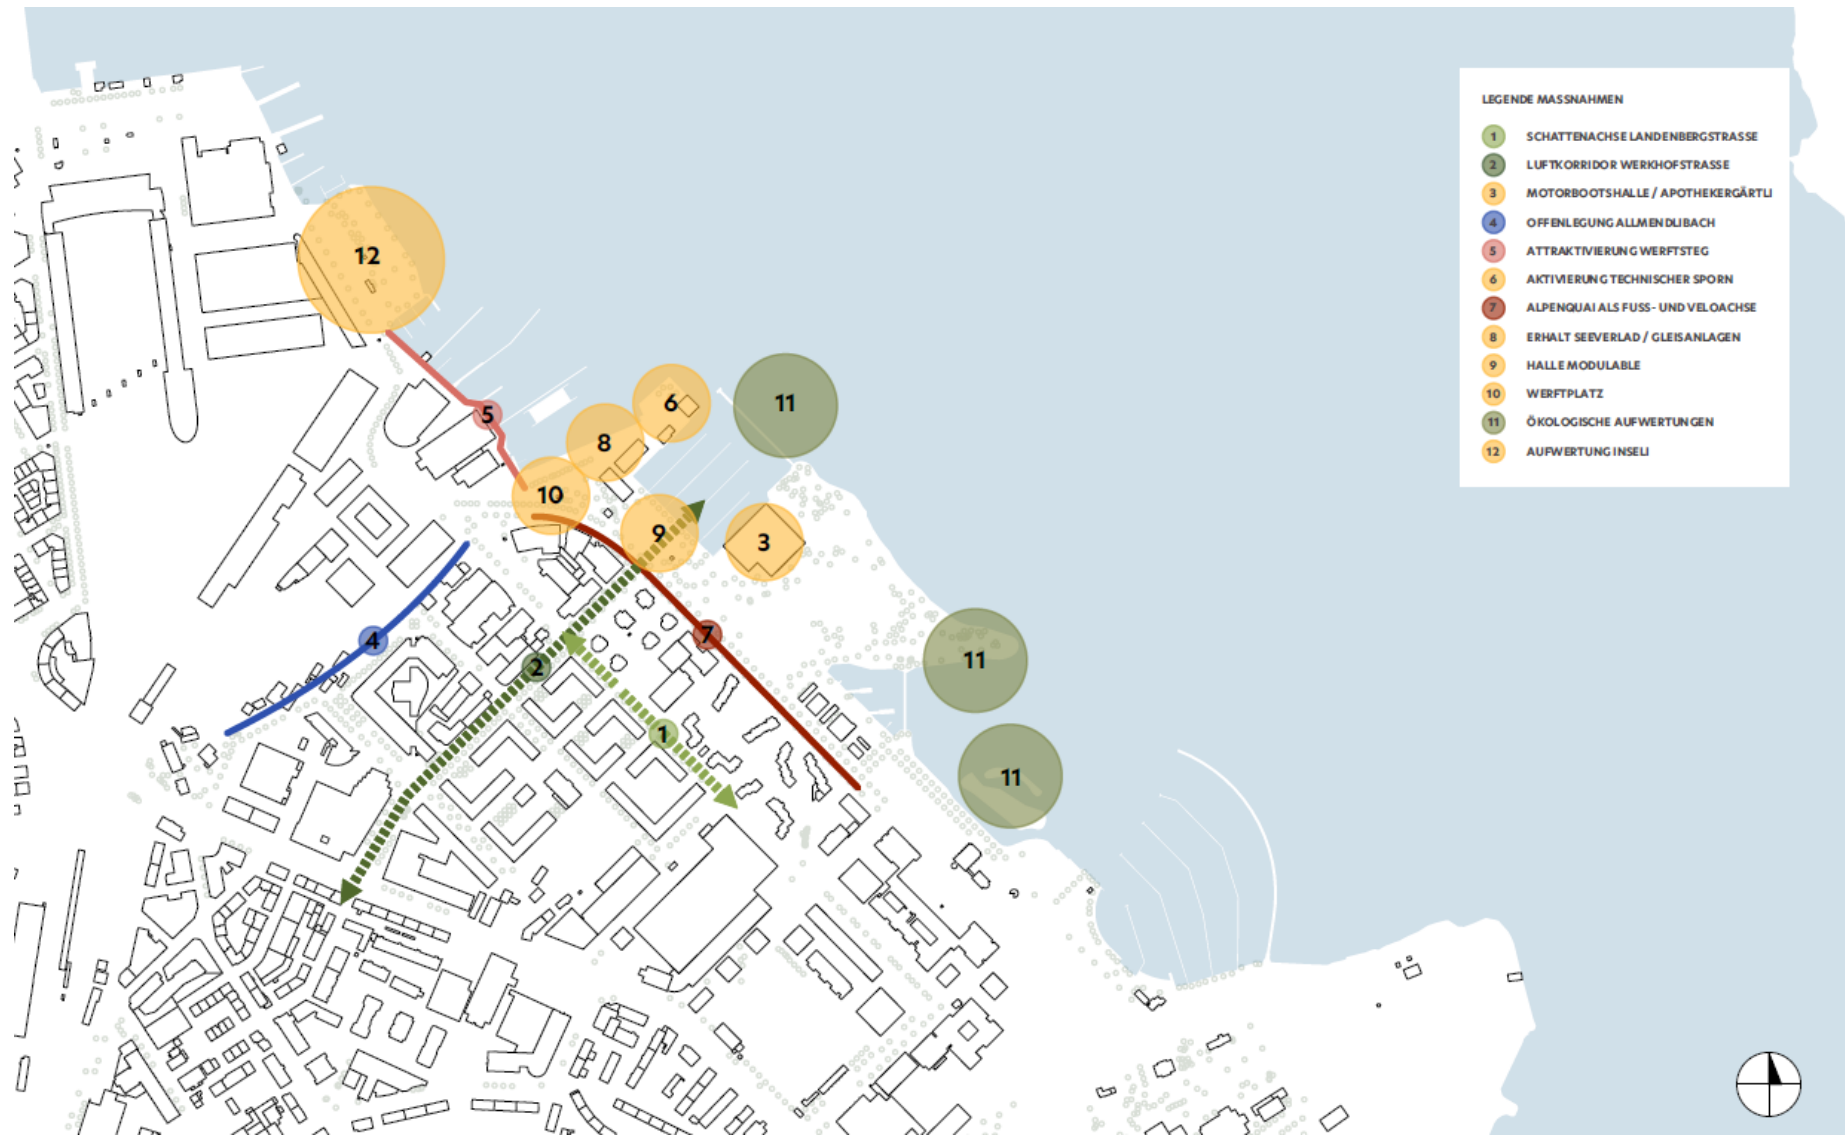 LEGENDE MASSNAHMEN
1 SCHATTENACHSE LANDENBERGSTRASSE
2 LUFTKORRIDOR WERKHOFSTRASSE
3 MOTORBOOTSHALLE / APOTHEKERGÄRTLI
4 OFFENLEGUNG ALLMENDLIBACH
5 ATTRAKTIVIERUNG WERFTSTEG
6 AKTIVIERUNG TECHNISCHER SPORN
7 ALPENQUAI ALS FUSS- UND VELOACHSE
8 ERHALT SEEVERLAD / GLEISANLAGEN
9 HALLE MODULABLE
10 WERFTPLATZ
11 ÖKOLOGISCHE AUFWERTUNGEN
12 AUFWERTUNG INSELI
12
6
11
5
8
10
9
3
7
4
2
11
1
11